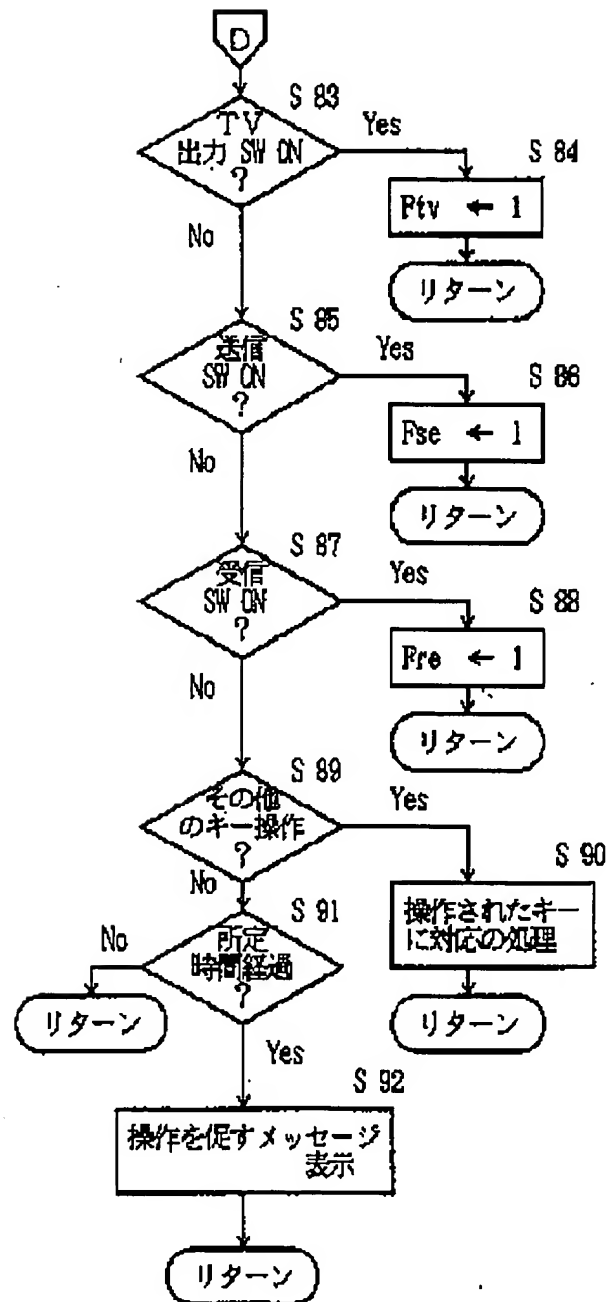 D
S 83
TV
出力 SW ON
?
Yes
No
S 84
Ftv ← 1
リターン
S 85
送信
SW ON
?
Yes
No
S 86
Fse ← 1
リターン
S 87
受信
SW ON
?
Yes
No
S 88
Fre ← 1
リターン
S 89
その他
のキー操作
?
Yes
No
S 90
操作されたキー
に対応の処理
リターン
S 91
所定
時間経過
?
No
リターン
Yes
S 92
操作を促すメッセージ
表示
リターン